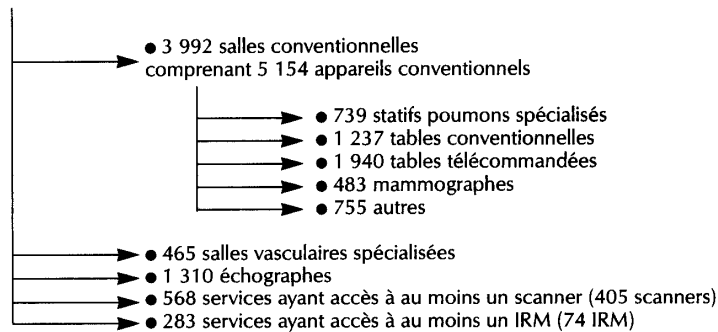 ● 3 992 salles conventionnelles
comprenant 5 154 appareils conventionnels
● 739 statifs poumons spécialisés
● 1 237 tables conventionnelles
● 1 940 tables télécommandées
● 483 mammographes
● 755 autres
● 465 salles vasculaires spécialisées
● 1 310 échographes
● 568 services ayant accès à au moins un scanner (405 scanners)
● 283 services ayant accès à au moins un IRM (74 IRM)